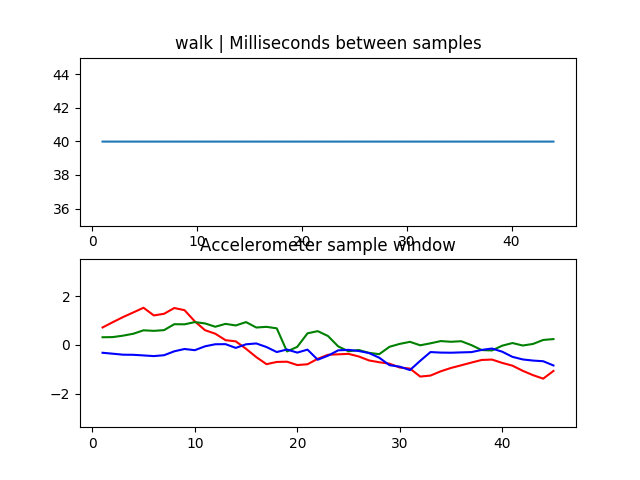 walk | Milliseconds between samples
44
42
40
38
36
0 10 20 30 40
Accelerometer sample window
2
0
−2
0 10 20 30 40